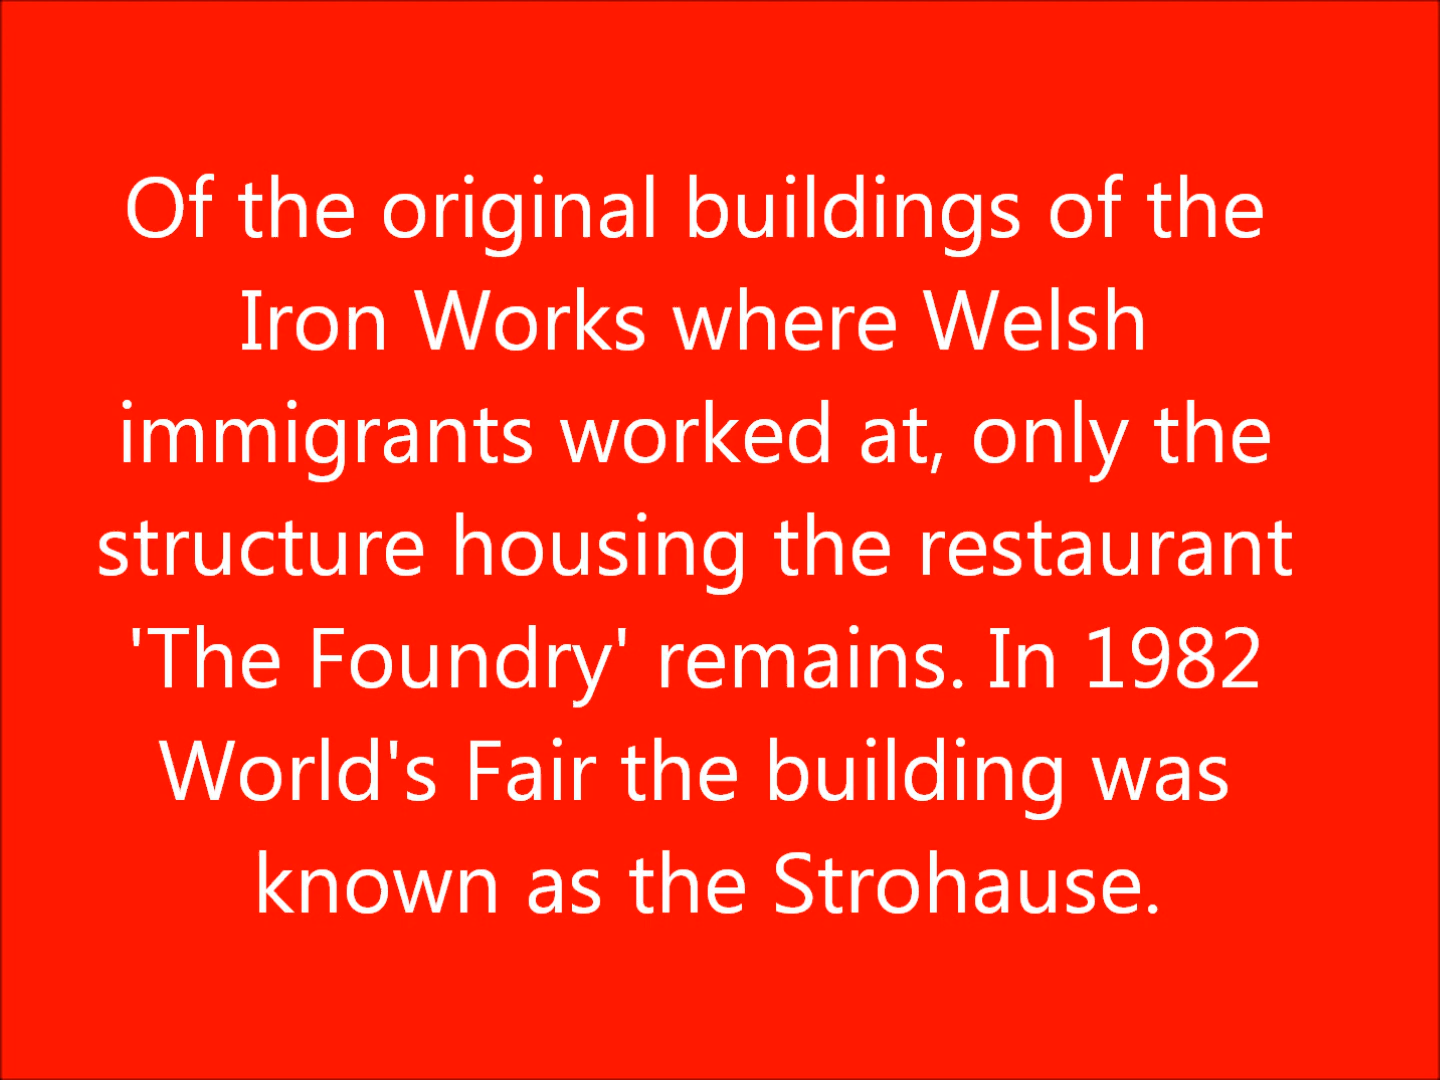 Of the original buildings of the
Iron Works where Welsh
immigrants worked at, only the
structure housing the restaurant
'The Foundry' remains. In 1982
World's Fair the building was
known as the Strohause.